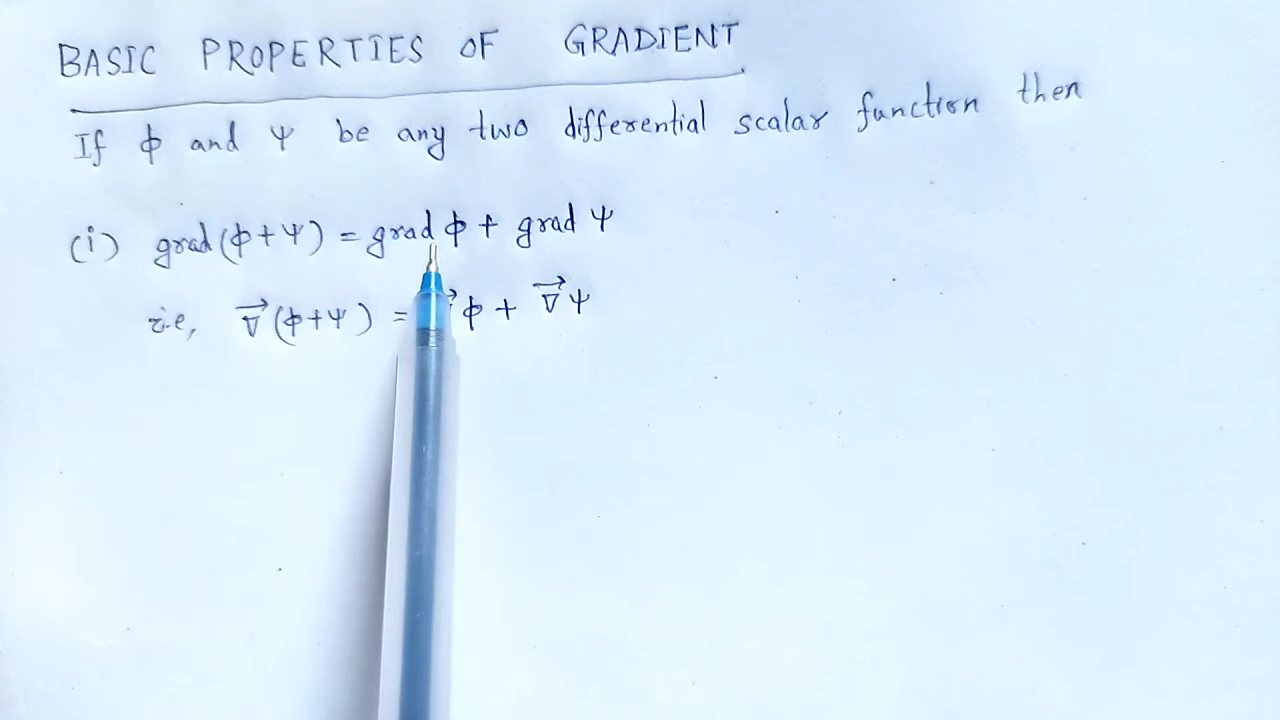 BASIC PROPERTIES OF GRADIENT
If ϕ and ψ be any two differential scalar function then
(i) grad(ϕ+ψ) = grad ϕ + grad ψ
i.e, ∇⃗(ϕ+ψ) = ϕ + ∇⃗ψ